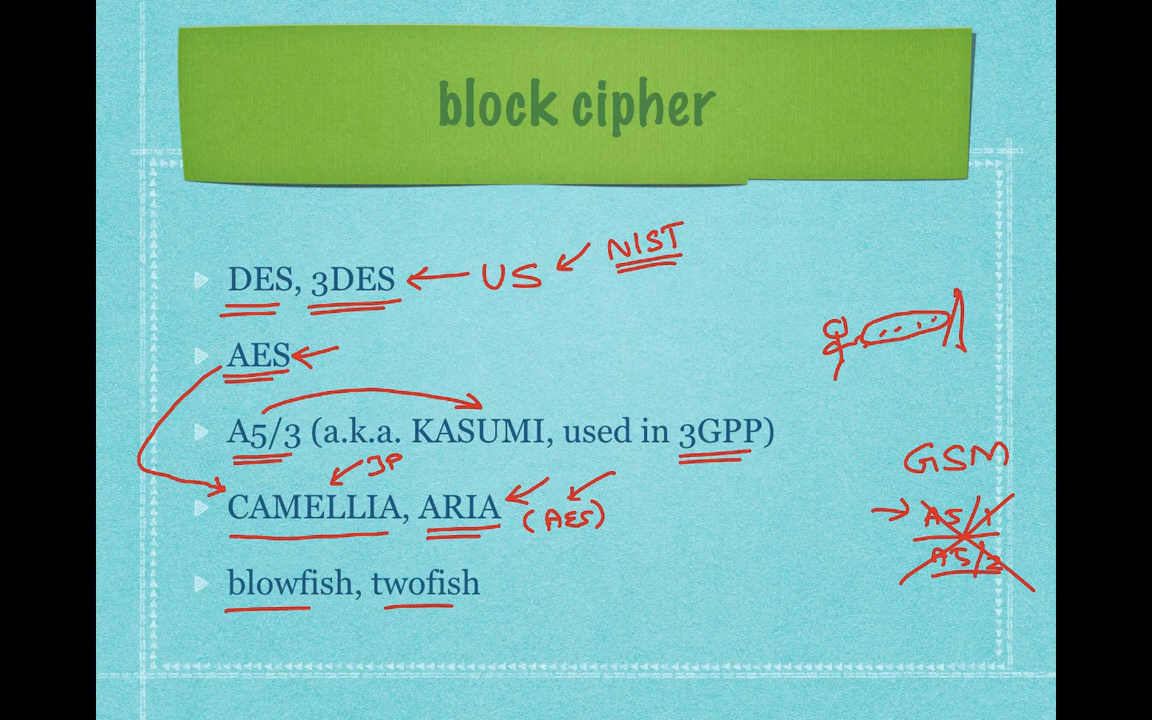 block cipher
NIST
DES, 3DES ← US
AES
A5/3 (a.k.a. KASUMI, used in 3GPP)
JP
GSM
CAMELLIA, ARIA (AES)
A5/1
A5/2
blowfish, twofish